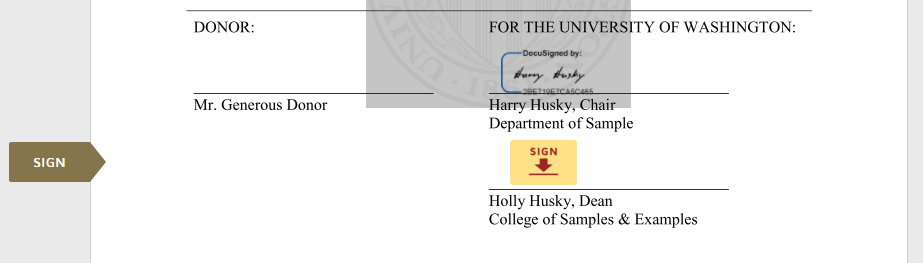 DONOR:
FOR THE UNIVERSITY OF WASHINGTON:
DocuSigned by:
Harry Husky
29E719E7CA5C465...
Mr. Generous Donor
Harry Husky, Chair
Department of Sample
SIGN
SIGN
Holly Husky, Dean
College of Samples & Examples